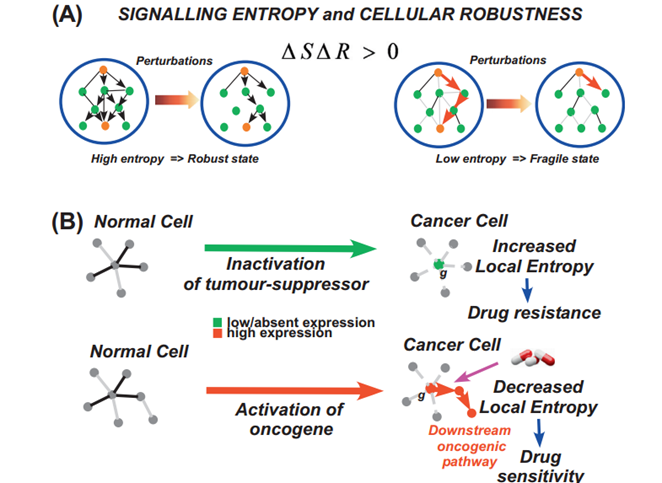 (A) SIGNALLING ENTROPY and CELLULAR ROBUSTNESS
Perturbations
ΔSΔR > 0
Perturbations
High entropy => Robust state
Low entropy => Fragile state
(B) Normal Cell
Inactivation
of tumour-suppressor
Cancer Cell
g
Increased
Local Entropy
Drug resistance
low/absent expression
high expression
Normal Cell
Activation of
oncogene
Cancer Cell
g
Decreased
Local Entropy
Downstream
oncogenic
pathway
Drug
sensitivity